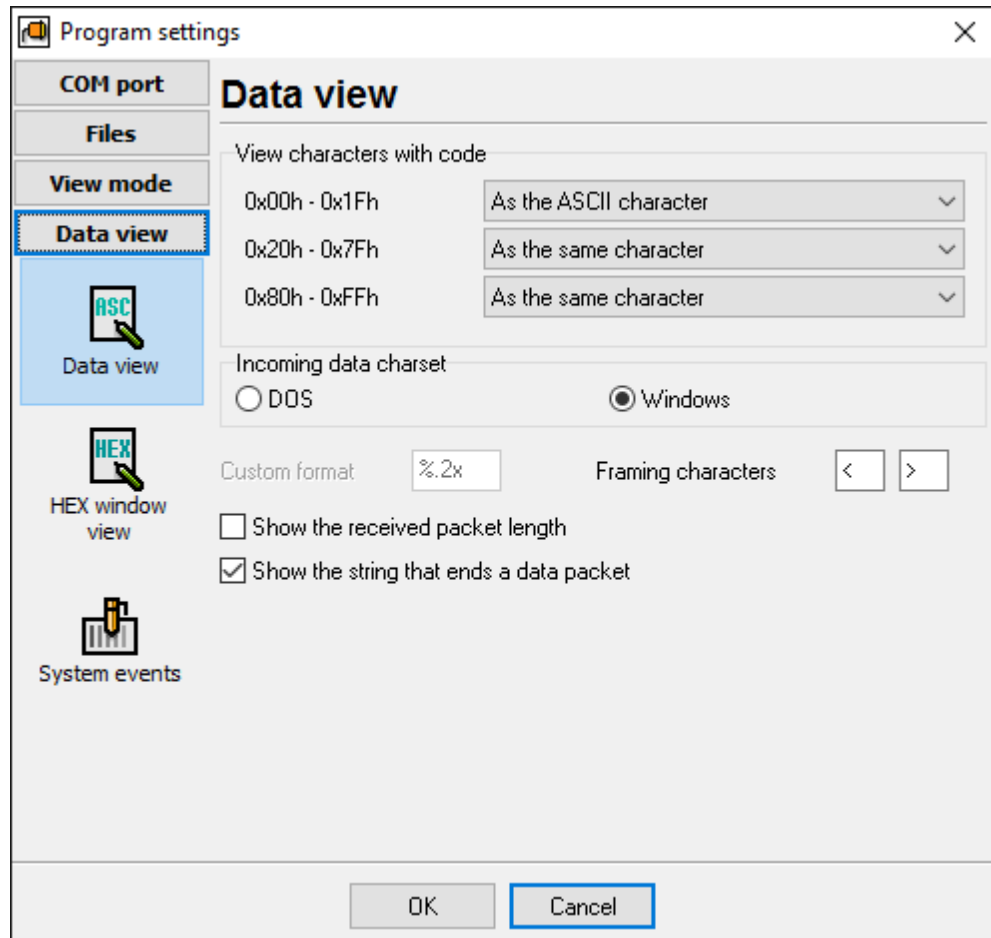 Program settings
COM port
Files
View mode
Data view
ASC
Data view
HEX
HEX window
view
System events
Data view
View characters with code
0x00h - 0x1Fh As the ASCII character
0x20h - 0x7Fh As the same character
0x80h - 0xFFh As the same character
Incoming data charset
DOS Windows
Custom format %.2x Framing characters < >
Show the received packet length
Show the string that ends a data packet
OK Cancel